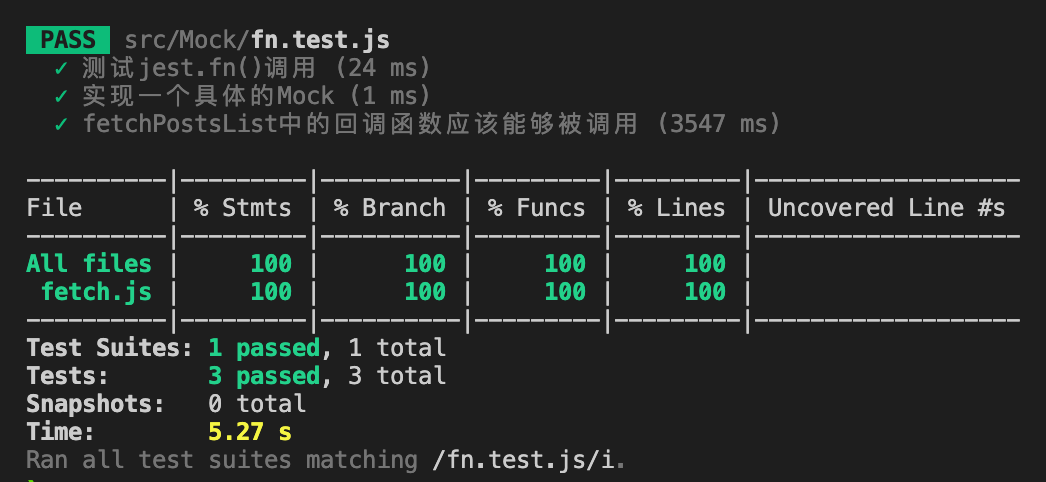 PASS src/Mock/fn.test.js
✓ 测试jest.fn()调用 (24 ms)
✓ 实现一个具体的Mock (1 ms)
✓ fetchPostsList中的回调函数应该能够被调用 (3547 ms)
----------|---------|----------|---------|---------|-------------------
File | % Stmts | % Branch | % Funcs | % Lines | Uncovered Line #s
----------|---------|----------|---------|---------|-------------------
All files | 100 | 100 | 100 | 100 |
fetch.js | 100 | 100 | 100 | 100 |
----------|---------|----------|---------|---------|-------------------
Test Suites: 1 passed, 1 total
Tests: 3 passed, 3 total
Snapshots: 0 total
Time: 5.27 s
Ran all test suites matching /fn.test.js/i.